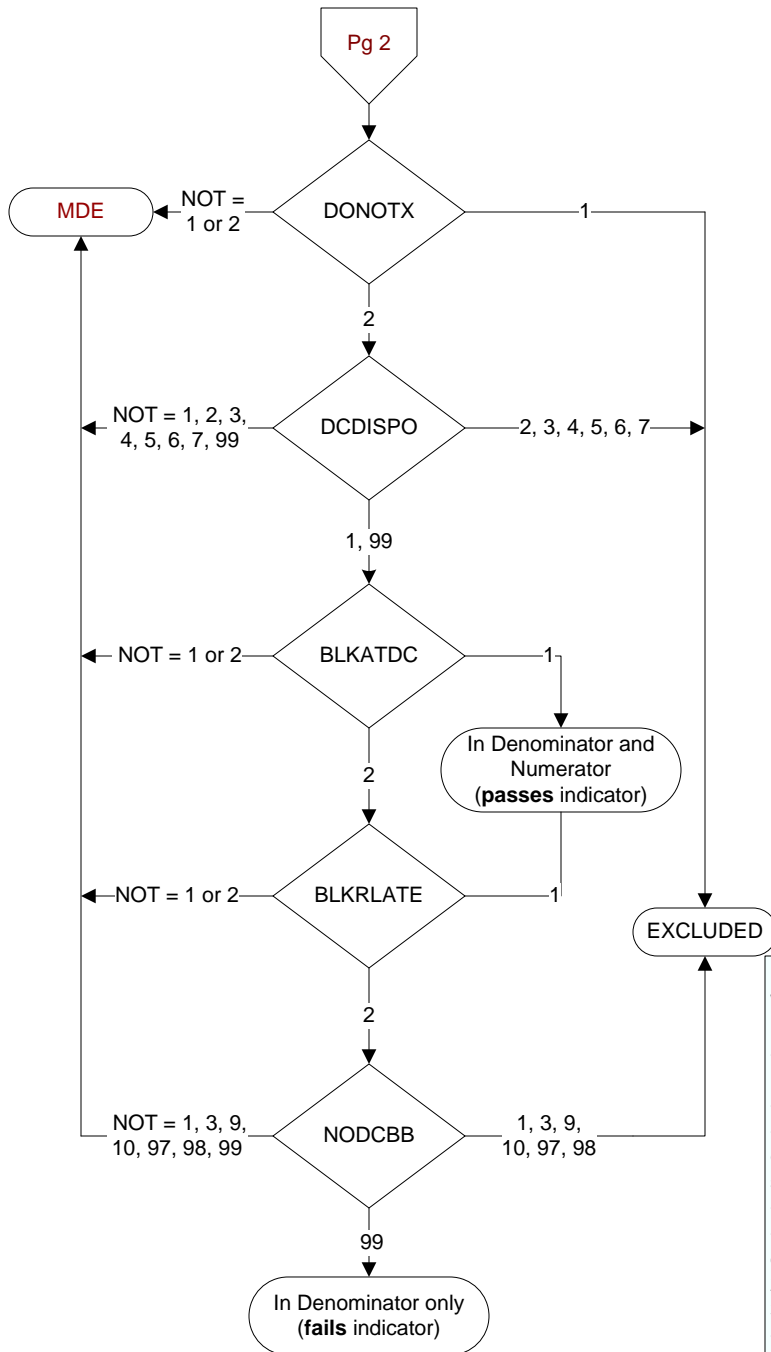 Pg 2
DONOTX
NOT =
1 or 2
MDE
1
2
DCDISPO
NOT = 1, 2, 3,
4, 5, 6, 7, 99
2, 3, 4, 5, 6, 7
1, 99
BLKATDC
NOT = 1 or 2
1
In Denominator and
Numerator
(passes indicator)
2
BLKRLATE
NOT = 1 or 2
1
EXCLUDED
2
NODCBB
NOT = 1, 3, 9,
10, 97, 98, 99
1, 3, 9,
10, 97, 98
99
In Denominator only
(fails indicator)